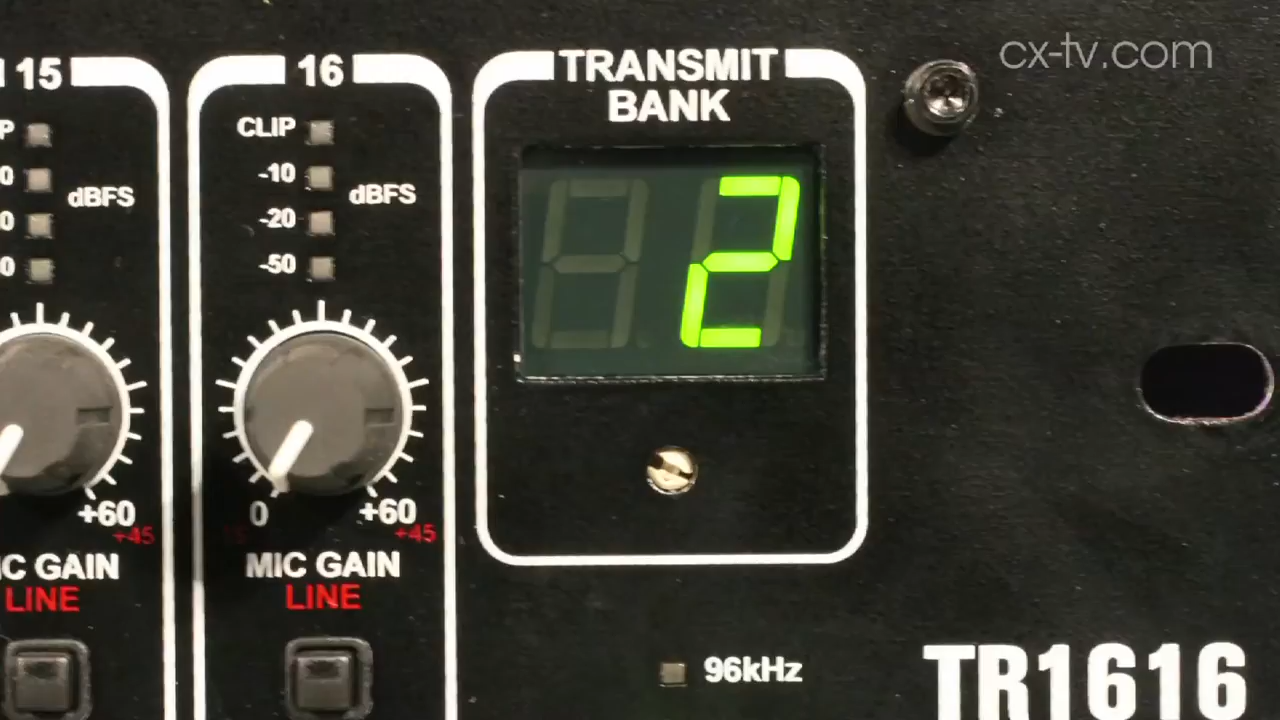 cx-tv.com
15
16
TRANSMIT
BANK
CLIP
-10
-20
-50
dBFS
dBFS
2
+60
+45
0
+60
+45
MIC GAIN
LINE
GAIN
LINE
96kHz
TR1616